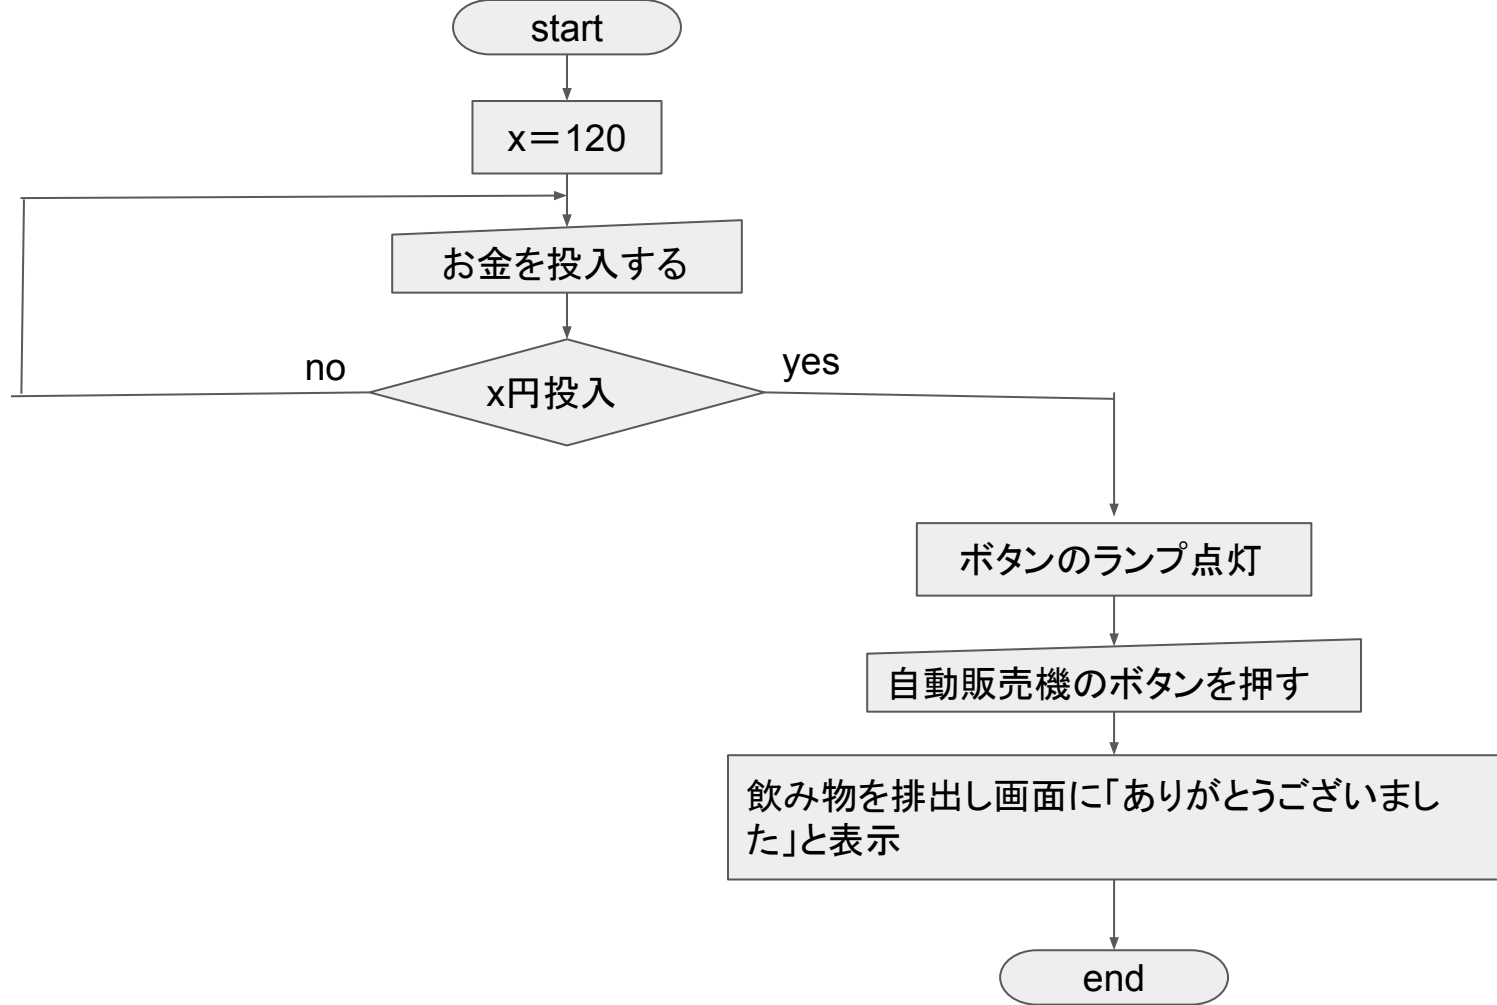 start
x＝120
お金を投入する
no
yes
x円投入
ボタンのランプ点灯
自動販売機のボタンを押す
飲み物を排出し画面に「ありがとうございまし
た」と表示
end